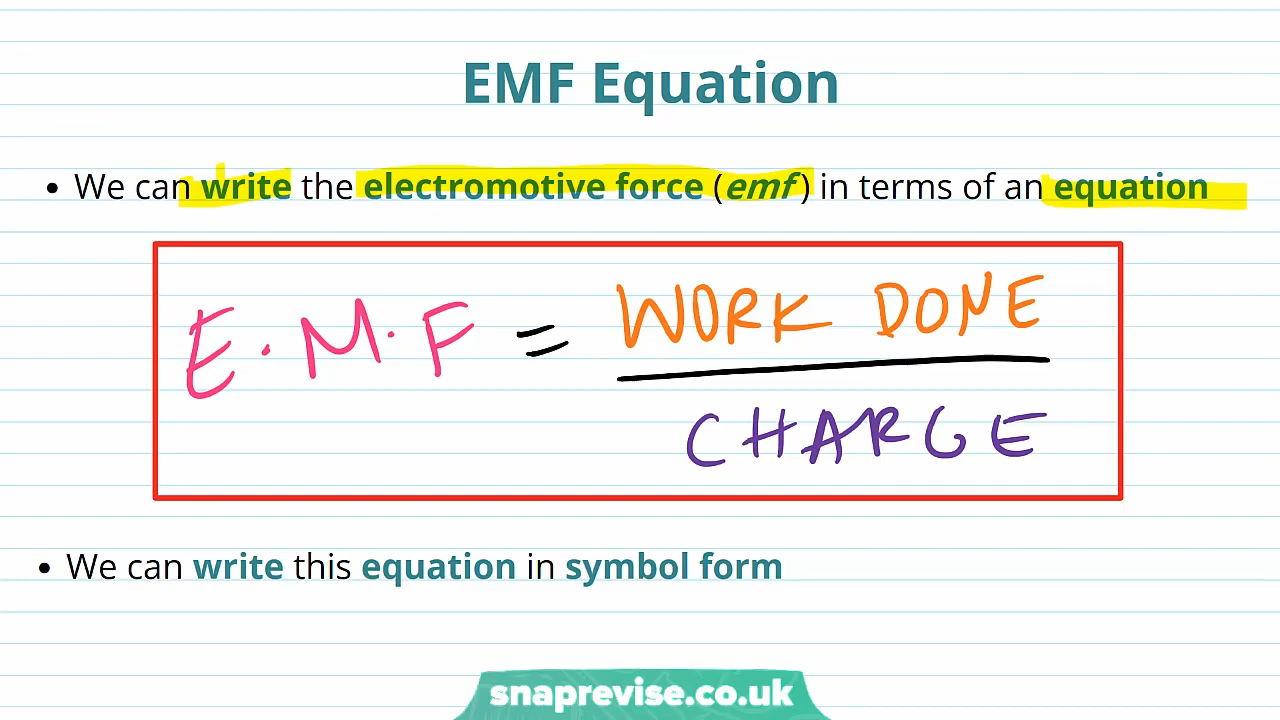 EMF Equation
• We can write the electromotive force (emf) in terms of an equation
E.M.F = WORK DONE
CHARGE
• We can write this equation in symbol form
snaprevise.co.uk